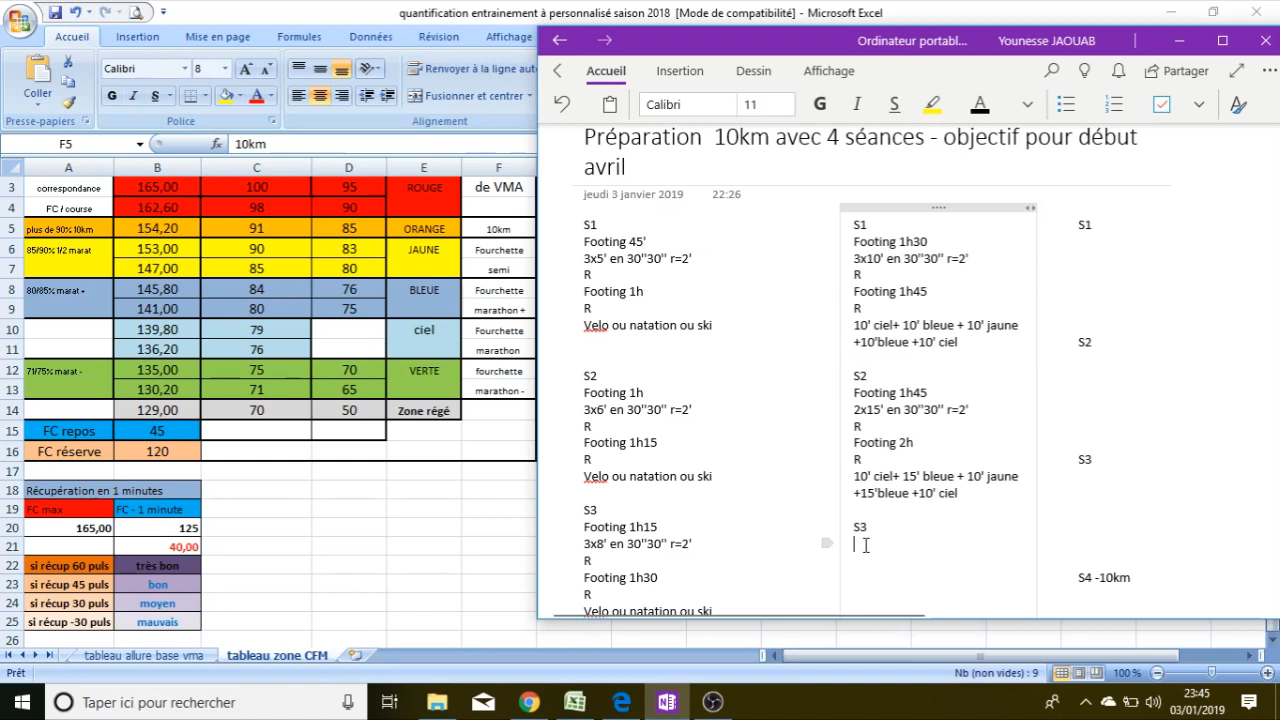 quantification entrainement à personnalisé saison 2018 [Mode de compatibilité] - Microsoft Excel
Accueil Insertion Mise en page Formules Données Révision Affichage
Coller
Calibri 8
G I S
A A
Renvoyer à la ligne auto
Fusionner et centrer
Presse-papiers Police Alignement
F5 fx 10km
A B C D E F
3 correspondance 165,00 100 95 ROUGE de VMA
4 FC / course 162,60 98 90
5 plus de 90% 10km 154,20 91 85 ORANGE 10km
6 85/90% 1/2 marat 153,00 90 83 JAUNE Fourchette
7 147,00 85 80 semi
8 80/85% marat + 145,80 84 76 BLEUE Fourchette
9 141,00 80 75 marathon +
10 139,80 79 ciel Fourchette
11 136,20 76 marathon
12 71/75% marat - 135,00 75 70 VERTE fourchette
13 130,20 71 65 marathon -
14 129,00 70 50 Zone régé
15 FC repos 45
16 FC réserve 120
17
18 Récupération en 1 minutes
19 FC max FC - 1 minute
20 165,00 125
21 40,00
22 si récup 60 puls très bon
23 si récup 45 puls bon
24 si récup 30 puls moyen
25 si récup -30 puls mauvais
26
tableau allure base vma tableau zone CFM
Prêt Nb (non vides) : 9 100 %
Ordinateur portabl... Younesse JAOUAB
Accueil Insertion Dessin Affichage Partager
Calibri 11 G I S A
Préparation 10km avec 4 séances - objectif pour début
avril
jeudi 3 janvier 2019 22:26
S1
Footing 45'
3x5' en 30''30'' r=2'
R
Footing 1h
R
Velo ou natation ou ski
S2
Footing 1h
3x6' en 30''30'' r=2'
R
Footing 1h15
R
Velo ou natation ou ski
S3
Footing 1h15
3x8' en 30''30'' r=2'
R
Footing 1h30
R
Velo ou natation ou ski
S1
Footing 1h30
3x10' en 30''30'' r=2'
R
Footing 1h45
R
10' ciel+ 10' bleue + 10' jaune
+10'bleue +10' ciel
S2
Footing 1h45
2x15' en 30''30'' r=2'
R
Footing 2h
R
10' ciel+ 15' bleue + 10' jaune
+15'bleue +10' ciel
S3
S1
S2
S3
S4 -10km
Taper ici pour rechercher
23:45
03/01/2019